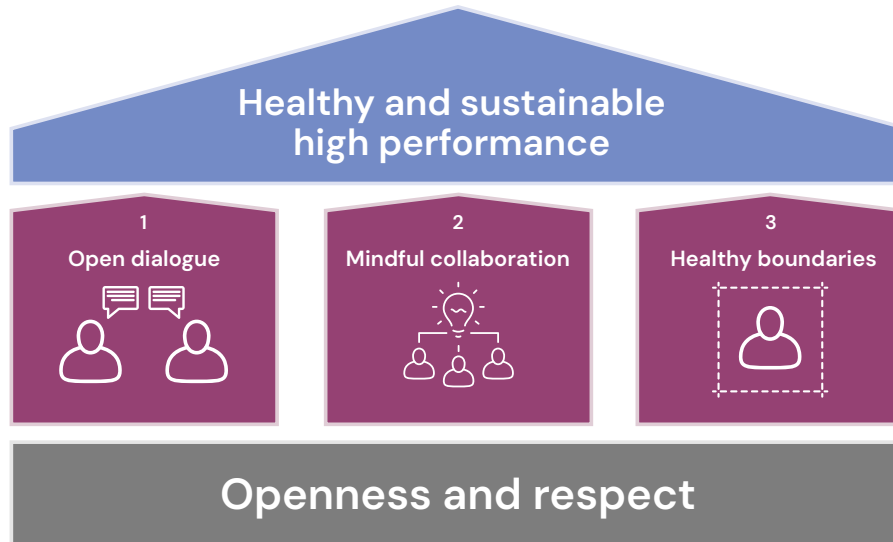 Healthy and sustainable
high performance
1
Open dialogue
2
Mindful collaboration
3
Healthy boundaries
Openness and respect